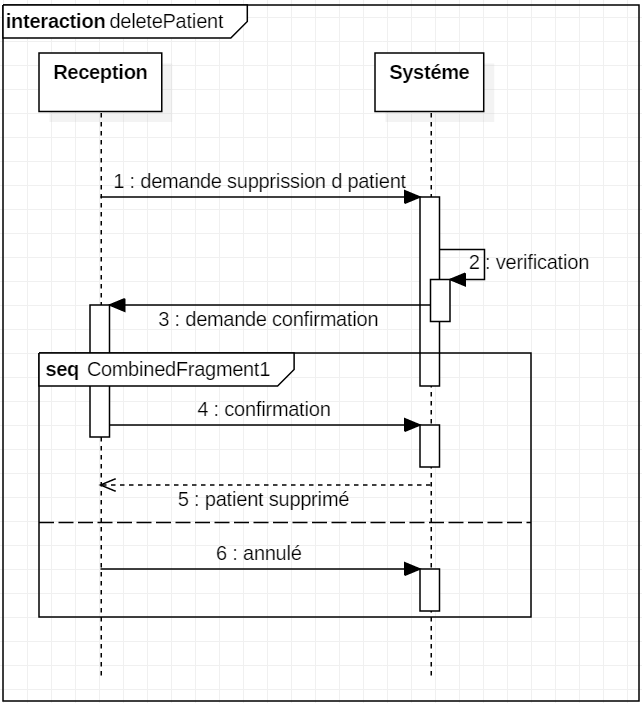 interaction deletePatient
Reception
Systéme
1 : demande supprission d patient
2 : verification
3 : demande confirmation
seq CombinedFragment1
4 : confirmation
5 : patient supprimé
6 : annulé